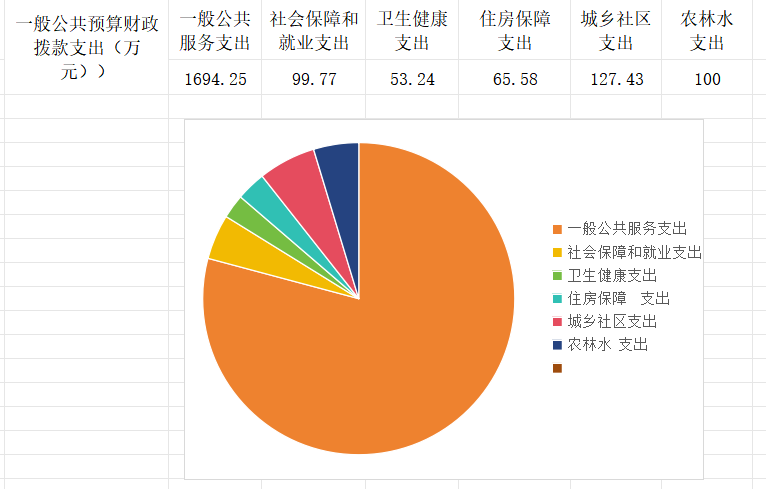 一般公共预算财政
拨款支出（万
元））
一般公共
服务支出
社会保障和
就业支出
卫生健康
支出
住房保障
支出
城乡社区
支出
农林水
支出
1694.25
99.77
53.24
65.58
127.43
100
一般公共服务支出
社会保障和就业支出
卫生健康支出
住房保障 支出
城乡社区支出
农林水 支出